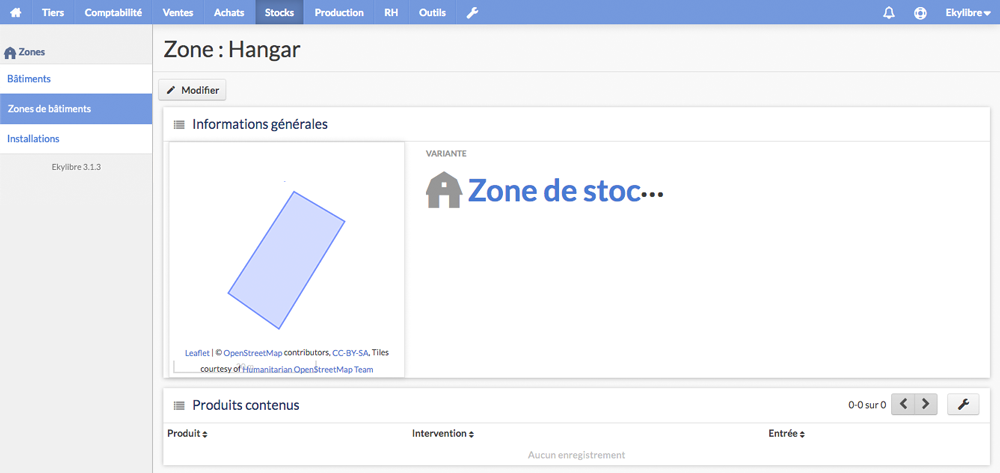 Tiers Comptabilité Ventes Achats Stocks Production RH Outils Ekylibre
Zones
Bâtiments
Zones de bâtiments
Installations
Ekylibre 3.1.3
Zone : Hangar
Modifier
Informations générales
VARIANTE
Zone de stoc...
Leaflet | © OpenStreetMap contributors, CC-BY-SA, Tiles
courtesy of Humanitarian OpenStreetMap Team
Produits contenus
0-0 sur 0
Produit Intervention Entrée
Aucun enregistrement